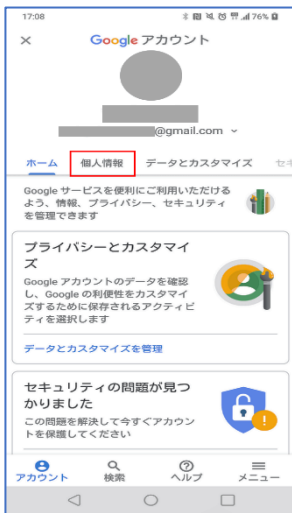 17:08
76%
Google アカウント
@gmail.com
ホーム 個人情報 データとカスタマイズ セキ
Google サービスを便利にご利用いただける
よう、情報、プライバシー、セキュリティ
を管理できます
プライバシーとカスタマイ
ズ
Google アカウントのデータを確認
し、Google の利便性をカスタマイ
ズするために保存されるアクティビ
ティを選択します
データとカスタマイズを管理
セキュリティの問題が見つ
かりました
この問題を解決して今すぐアカウン
トを保護してください
アカウント 検索 ヘルプ メニュー